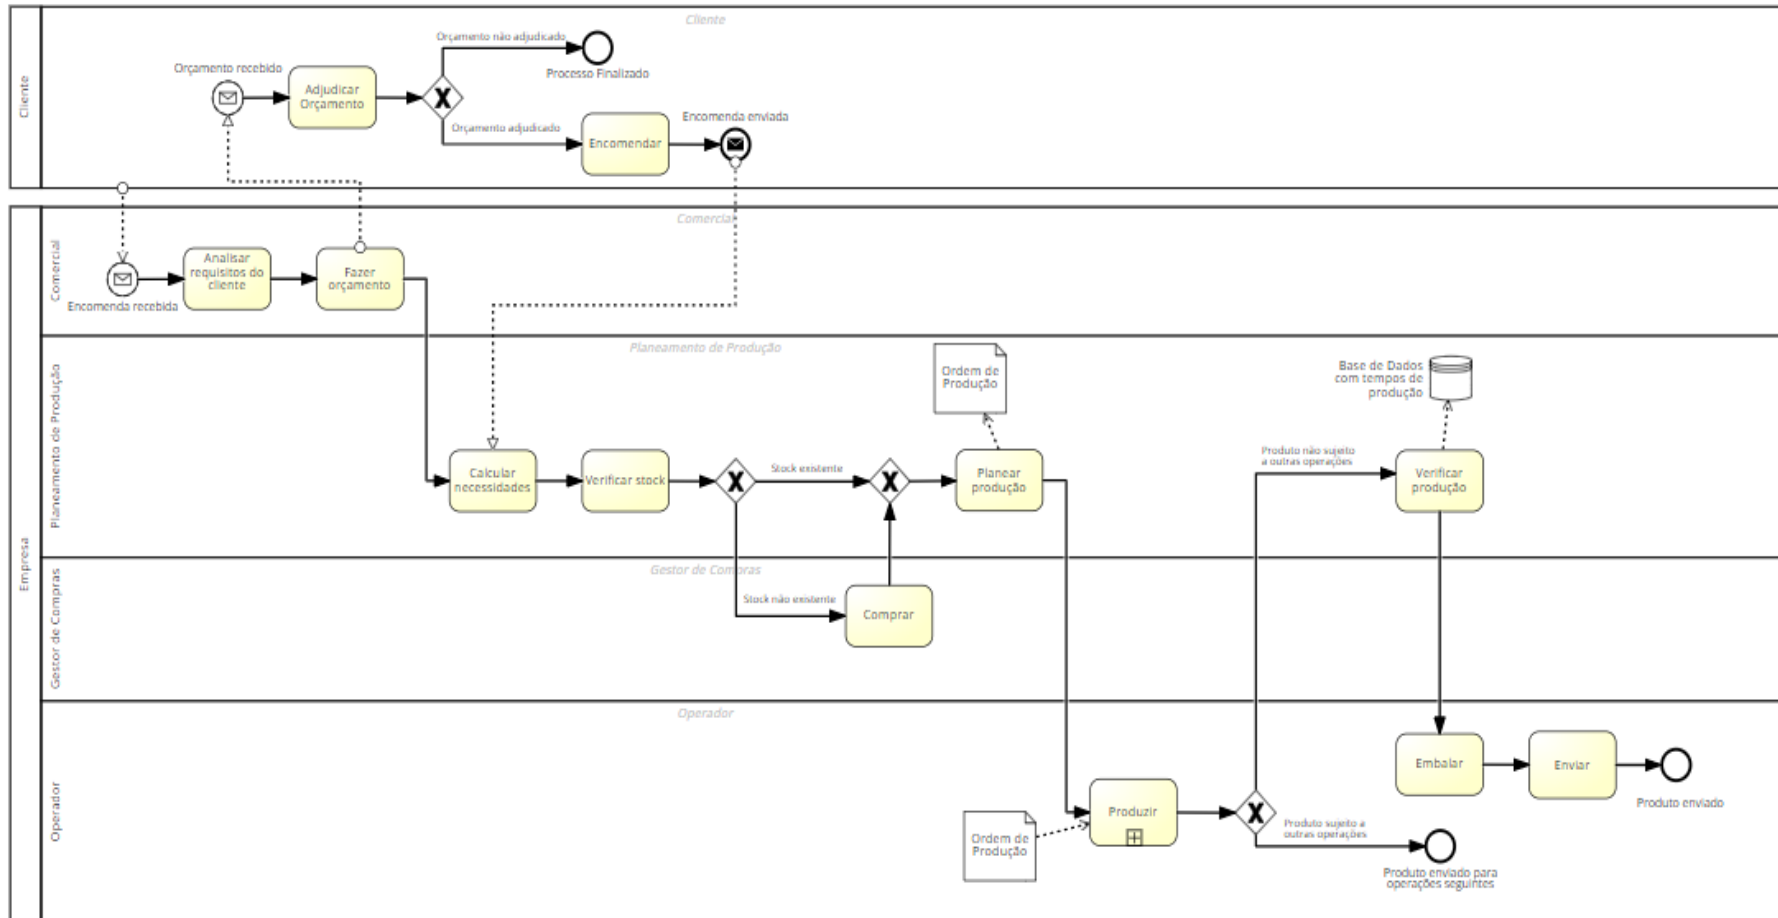 Cliente
Cliente
Orçamento recebido
Adjudicar
Orçamento
Orçamento não adjudicado
Processo Finalizado
Orçamento adjudicado
Encomendar
Encomenda enviada
Empresa
Comercial
Comercial
Encomenda recebida
Analisar
requisitos do
cliente
Fazer
orçamento
Planeamento de Produção
Planeamento de Produção
Calcular
necessidades
Verificar stock
Stock existente
Ordem de
Produção
Planear
produção
Produto não sujeito
a outras operações
Base de Dados
com tempos de
produção
Verificar
produção
Gestor de Compras
Gestor de Compras
Stock não existente
Comprar
Operador
Operador
Ordem de
Produção
Produzir
Produto sujeito a
outras operações
Produto enviado para
operações seguintes
Embalar
Enviar
Produto enviado